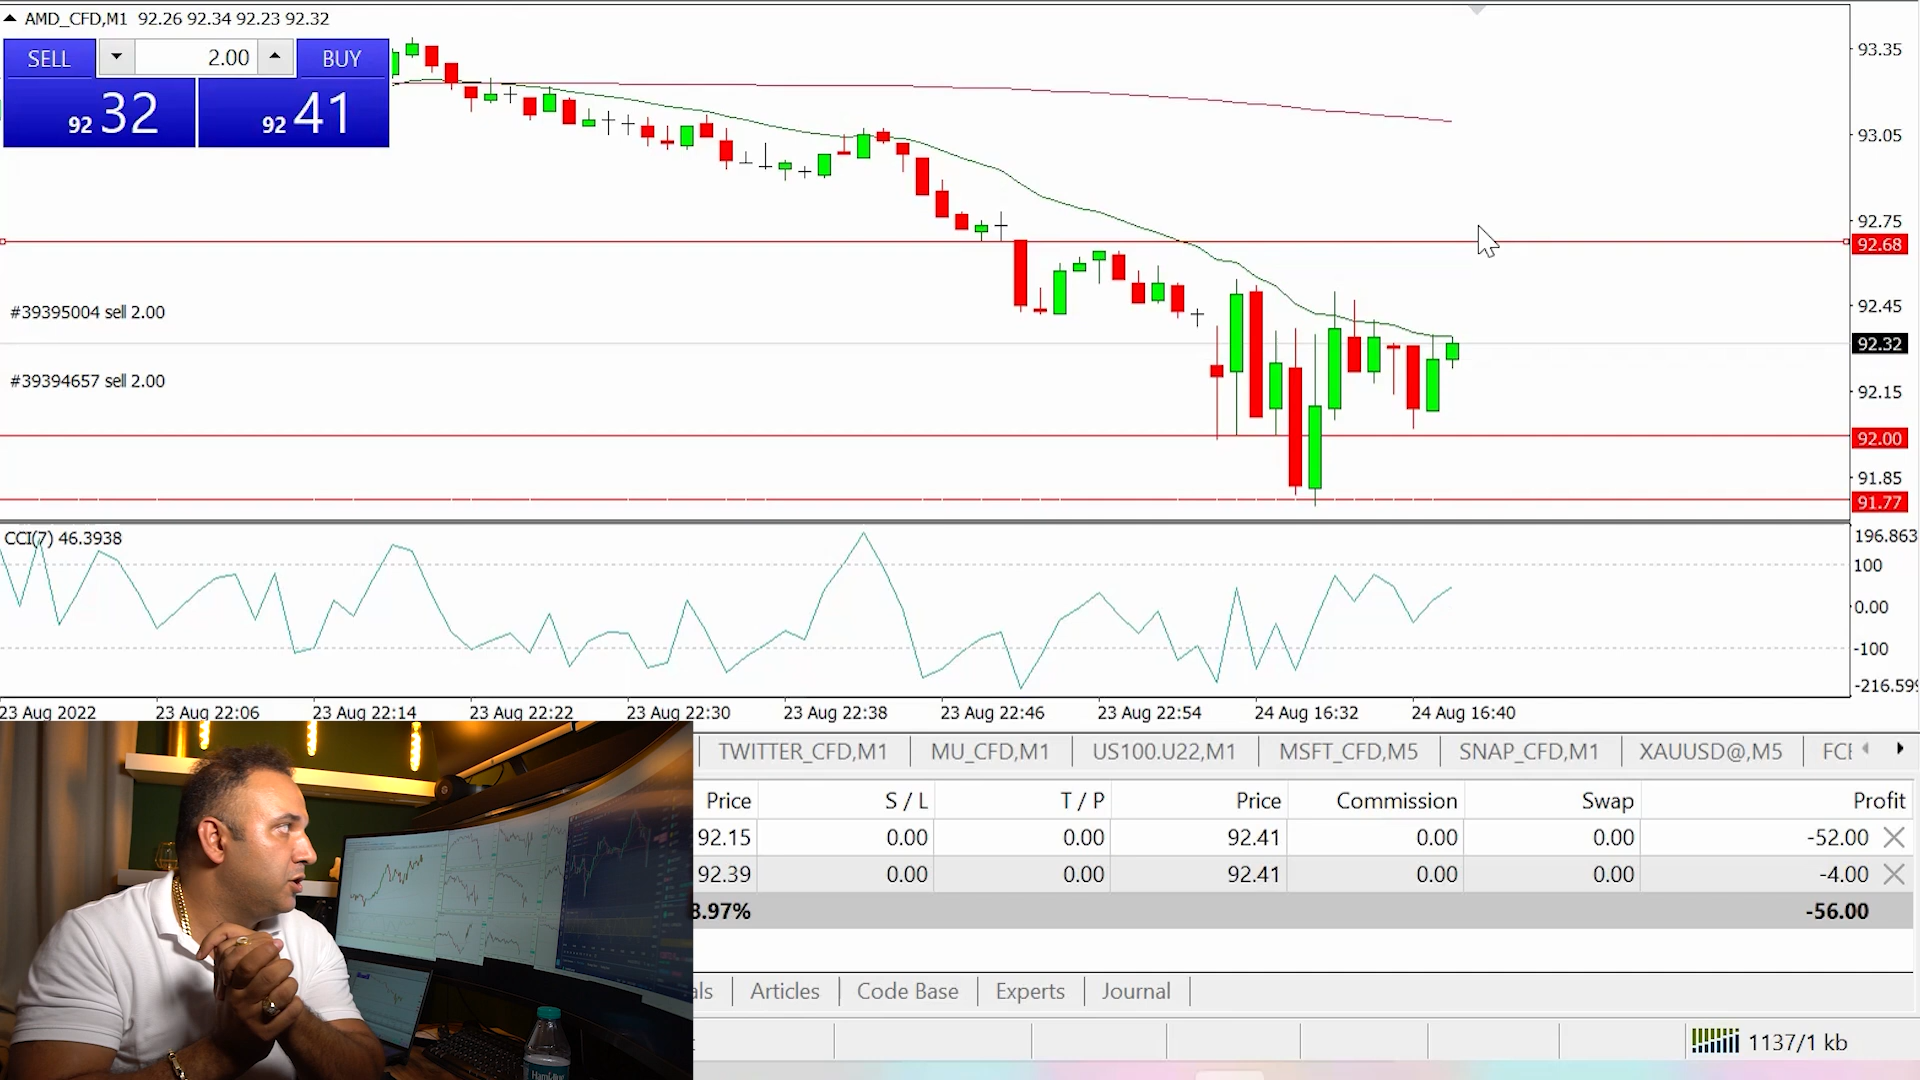 AMD_CFD,M1 92.26 92.34 92.23 92.32
SELL 2.00 BUY
92 32 92 41
93.35
93.05
92.75
92.68
92.45
92.32
92.15
92.00
91.85
91.77
#39395004 sell 2.00
#39394657 sell 2.00
CCI(7) 46.3938
196.863
100
0.00
-100
-216.599
23 Aug 2022 23 Aug 22:06 23 Aug 22:14 23 Aug 22:22 23 Aug 22:30 23 Aug 22:38 23 Aug 22:46 23 Aug 22:54 24 Aug 16:32 24 Aug 16:40
TWITTER_CFD,M1 MU_CFD,M1 US100.U22,M1 MSFT_CFD,M5 SNAP_CFD,M1 XAUUSD@,M5 FCE
Price S / L T / P Price Commission Swap Profit
92.15 0.00 0.00 92.41 0.00 0.00 -52.00
92.39 0.00 0.00 92.41 0.00 0.00 -4.00
8.97% -56.00
als Articles Code Base Experts Journal
1137/1 kb